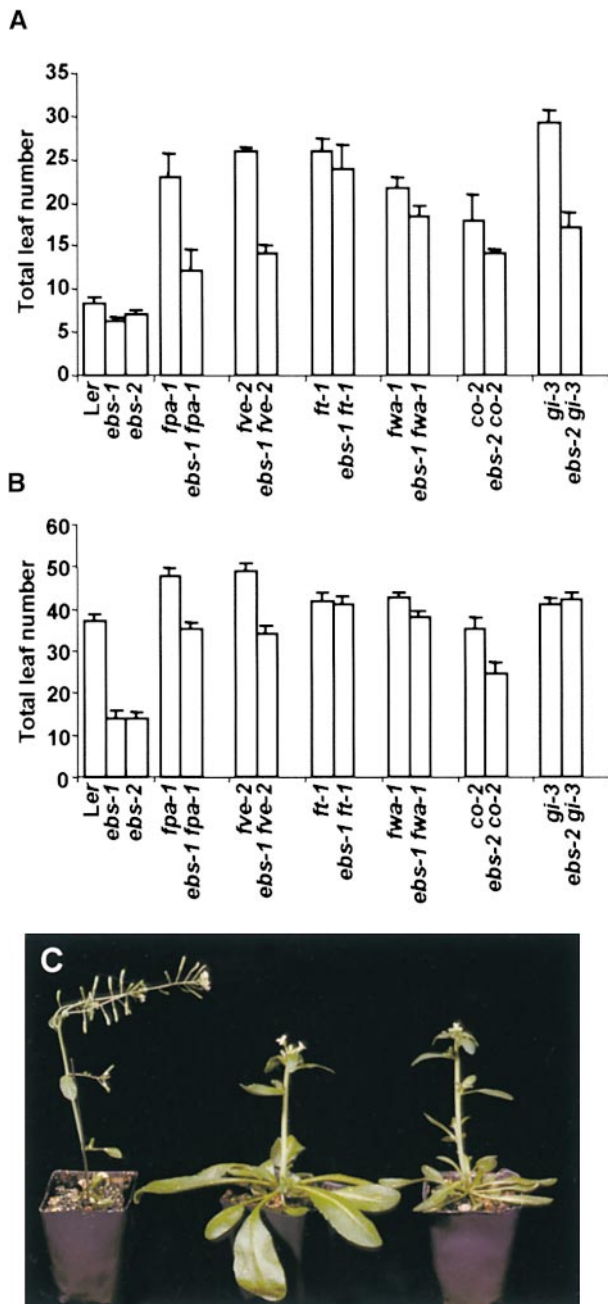 A
Total leaf number
35
30
25
20
15
10
5
0
Ler
ebs-1
ebs-2
fpa-1
ebs-1 fpa-1
fve-2
ebs-1 fve-2
ft-1
ebs-1 ft-1
fwa-1
ebs-1 fwa-1
co-2
ebs-2 co-2
gi-3
ebs-2 gi-3
B
Total leaf number
60
50
40
30
20
10
0
Ler
ebs-1
ebs-2
fpa-1
ebs-1 fpa-1
fve-2
ebs-1 fve-2
ft-1
ebs-1 ft-1
fwa-1
ebs-1 fwa-1
co-2
ebs-2 co-2
gi-3
ebs-2 gi-3
C